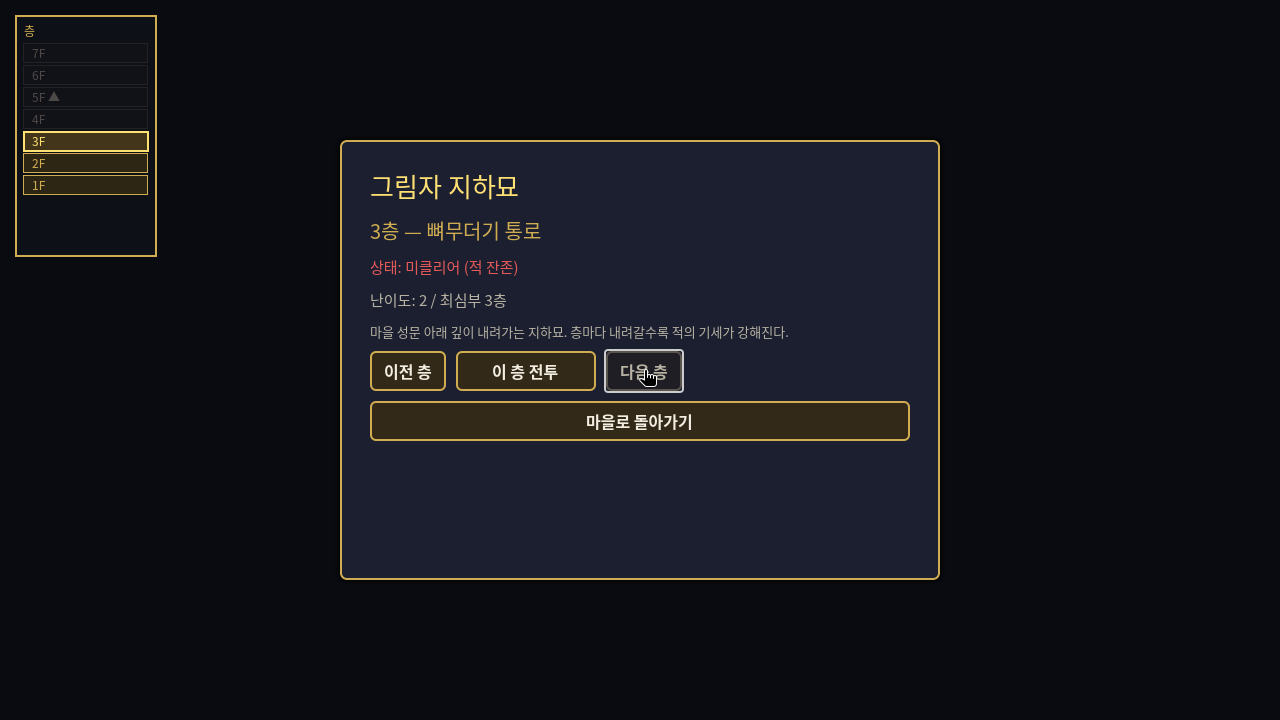 층
7F
6F
5F ▲
4F
3F
2F
1F
그림자 지하묘
3층 — 뼈무더기 통로
상태: 미클리어 (적 잔존)
난이도: 2 / 최심부 3층
마을 성문 아래 깊이 내려가는 지하묘. 층마다 내려갈수록 적의 기세가 강해진다.
이전 층
이 층 전투
다음 층
마을로 돌아가기